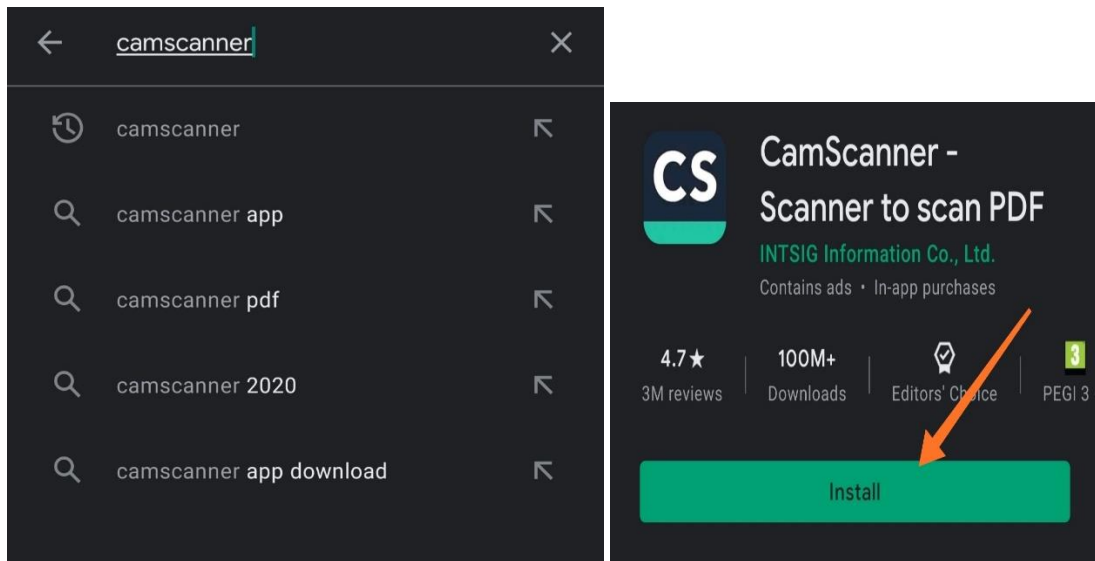 camscanner
camscanner
camscanner app
camscanner pdf
camscanner 2020
camscanner app download
CS
CamScanner -
Scanner to scan PDF
INTSIG Information Co., Ltd.
Contains ads • In-app purchases
4.7★ 100M+ 3
3M reviews Downloads Editors' Choice PEGI 3
Install